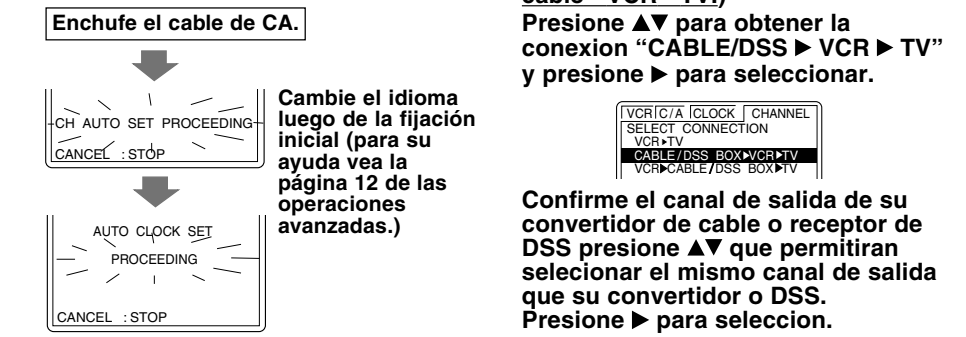 Enchufe el cable de CA.
CH AUTO SET PROCEEDING
CANCEL : STOP
Cambie el idioma
luego de la fijación
inicial (para su
ayuda vea la
página 12 de las
operaciones
avanzadas.)
AUTO CLOCK SET
PROCEEDING
CANCEL : STOP
Presione ▲▼ para obtener la
conexion “CABLE/DSS ▶ VCR ▶ TV”
y presione ▶ para seleccionar.
VCR C/A CLOCK CHANNEL
SELECT CONNECTION
VCR▶TV
CABLE/DSS BOX▶VCR▶TV
VCR▶CABLE/DSS BOX▶TV
Confirme el canal de salida de su
convertidor de cable o receptor de
DSS presione ▲▼ que permitiran
selecionar el mismo canal de salida
que su convertidor o DSS.
Presione ▶ para seleccion.